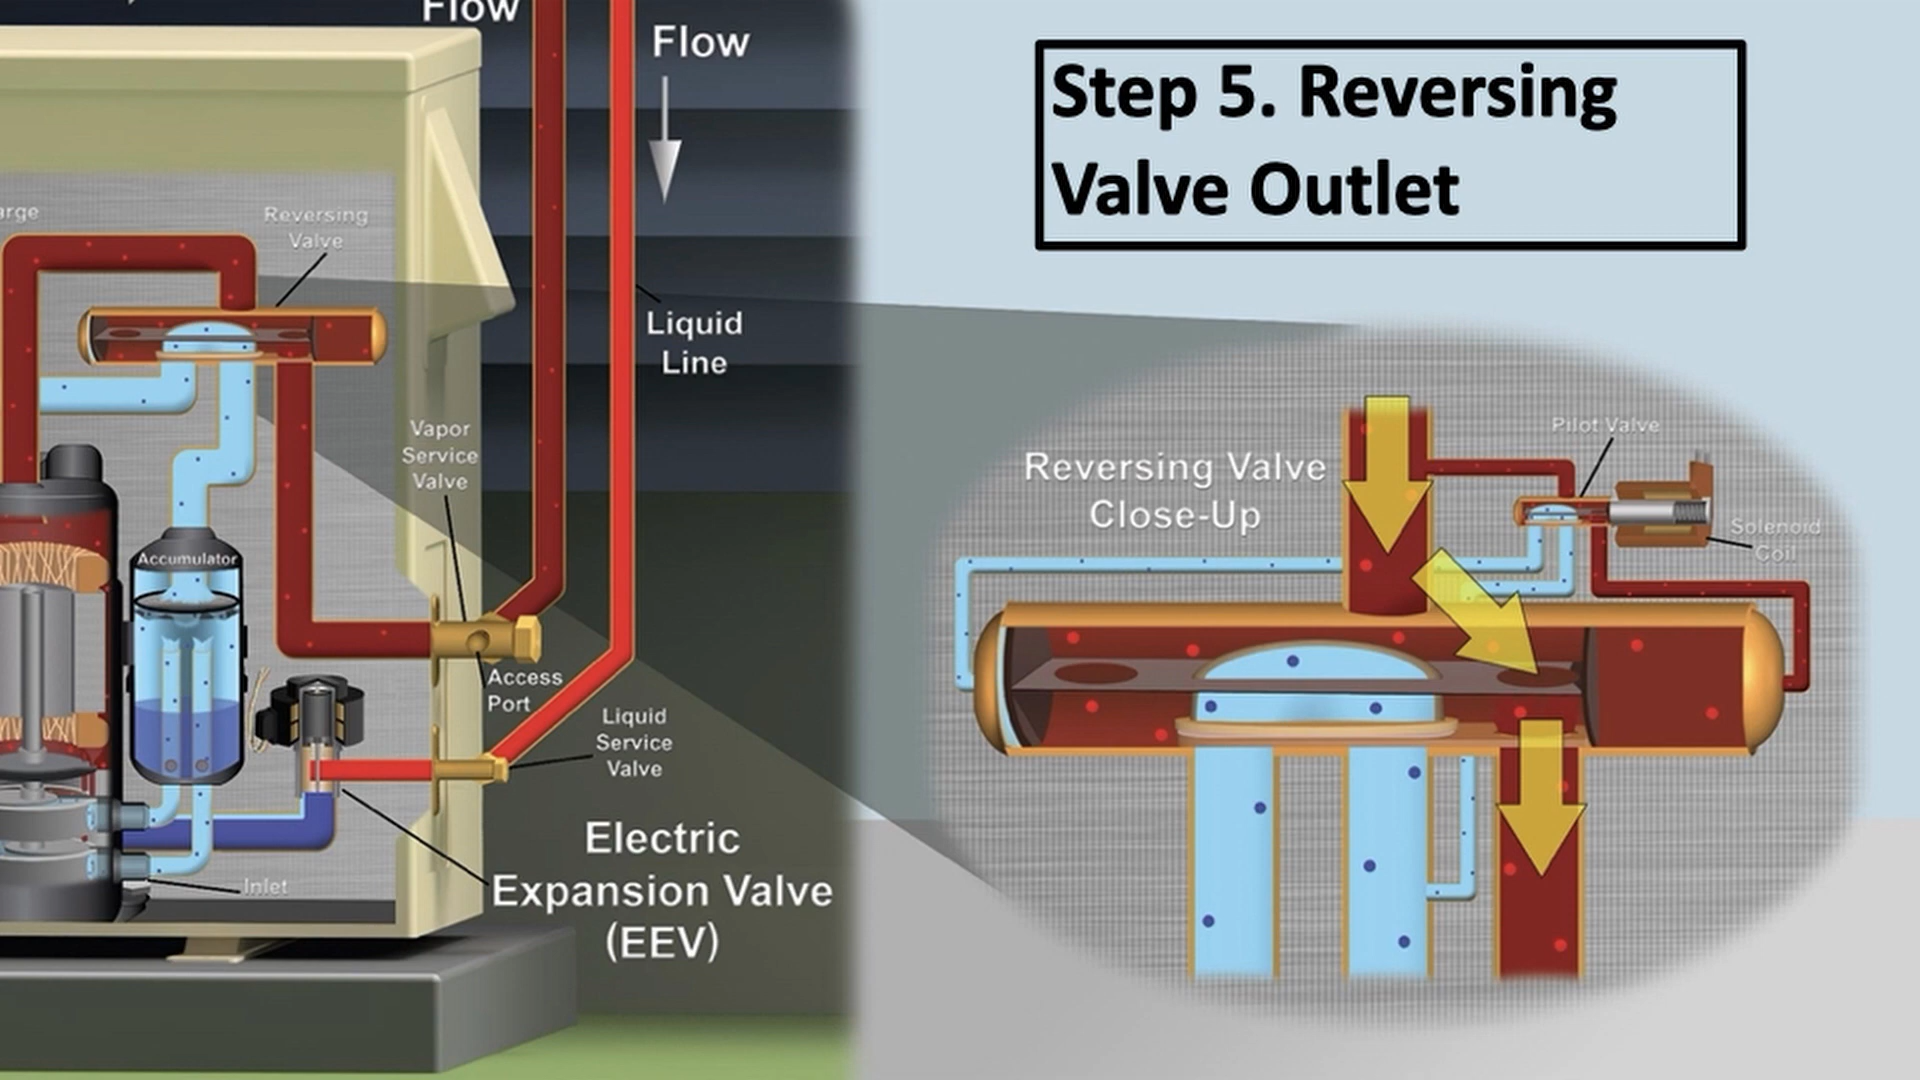 Flow
Flow
Step 5. Reversing
Valve Outlet
arge
Reversing
Valve
Liquid
Line
Vapor
Service
Valve
Reversing Valve
Close-Up
Pilot Valve
Solenoid
Coil
Accumulator
Access
Port
Liquid
Service
Valve
Electric
Expansion Valve
(EEV)
Inlet